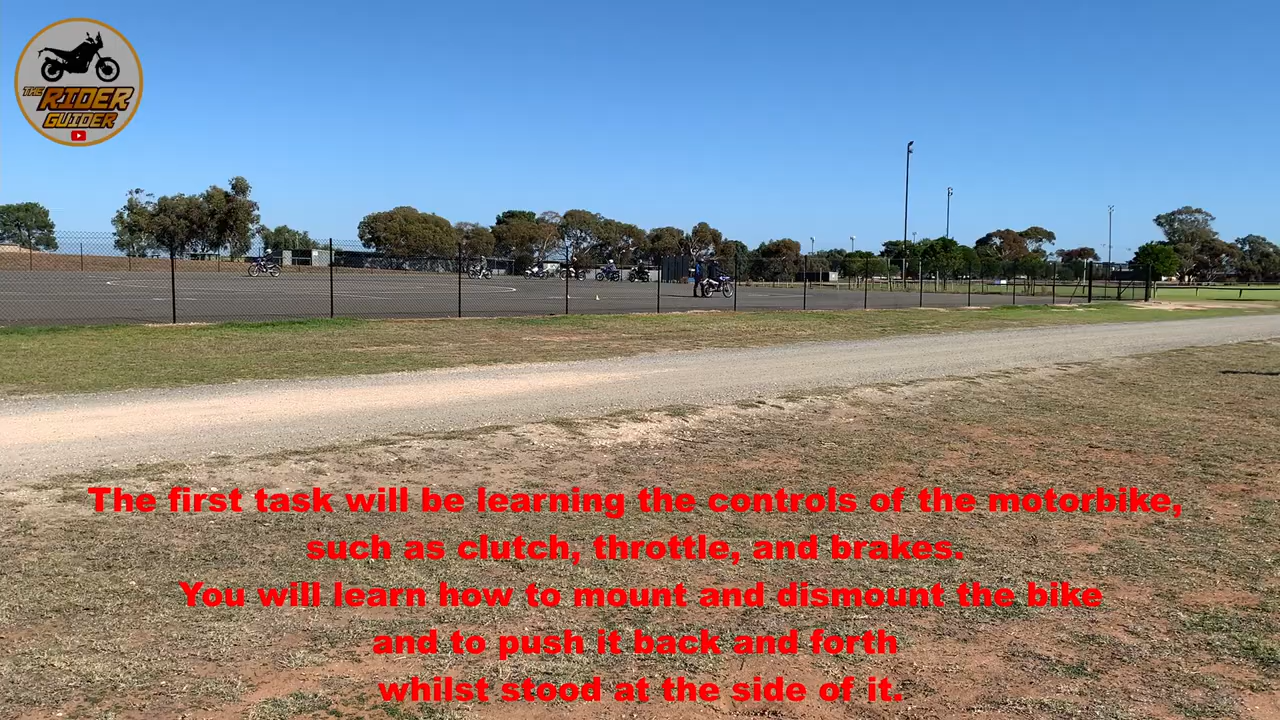 THE
RIDER
GUIDER
The first task will be learning the controls of the motorbike,
such as clutch, throttle, and brakes.
You will learn how to mount and dismount the bike
and to push it back and forth
whilst stood at the side of it.